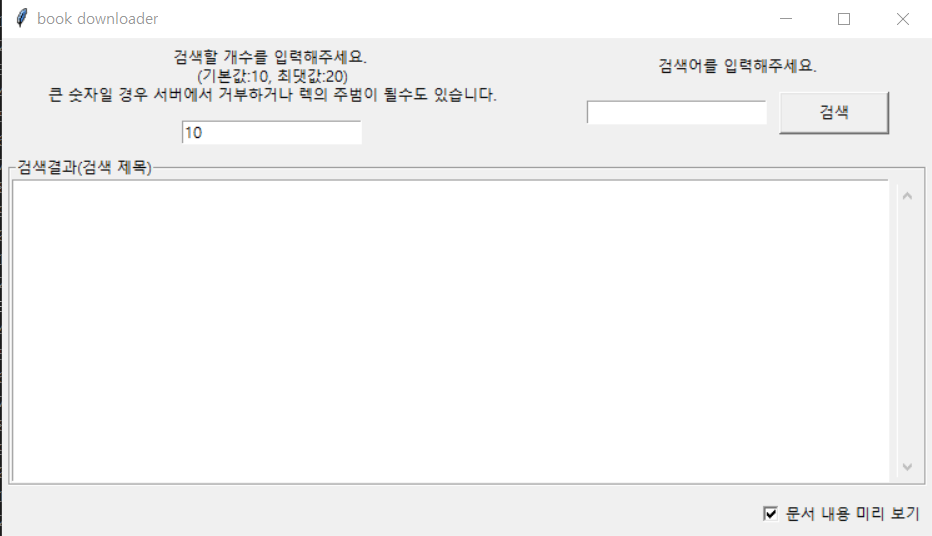 book downloader
검색할 개수를 입력해주세요.
(기본값:10, 최댓값:20)
큰 숫자일 경우 서버에서 거부하거나 렉의 주범이 될수도 있습니다.
10
검색어를 입력해주세요.
검색
검색결과(검색 제목)
문서 내용 미리 보기